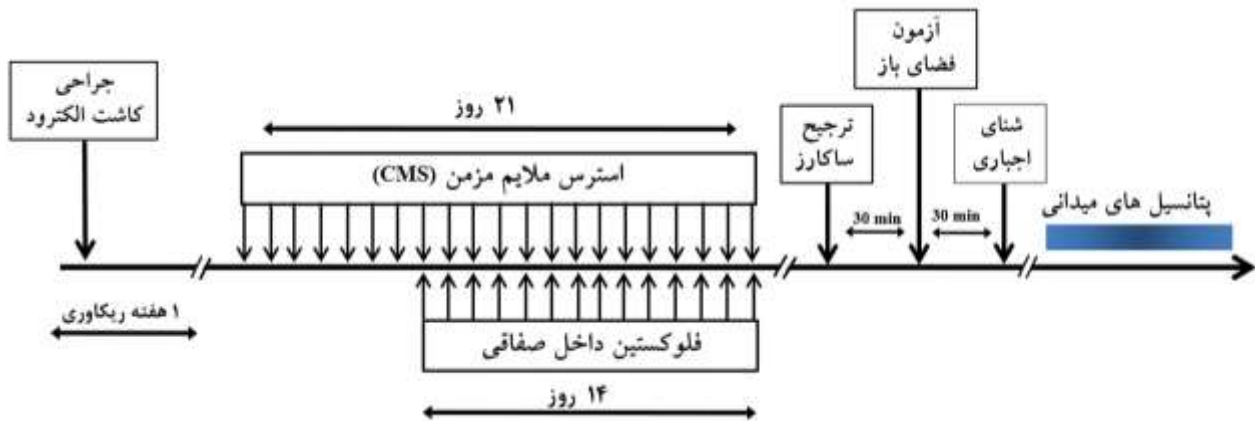 جراحی
کاشت الکترود
۱ هفته ریکاوری
۲۱ روز
استرس ملایم مزمن (CMS)
فلوکستین داخل صفاقی
۱۴ روز
ترجیح
ساکارز
30 min
آزمون
فضای باز
30 min
شنای
اجباری
پتانسیل های میدانی